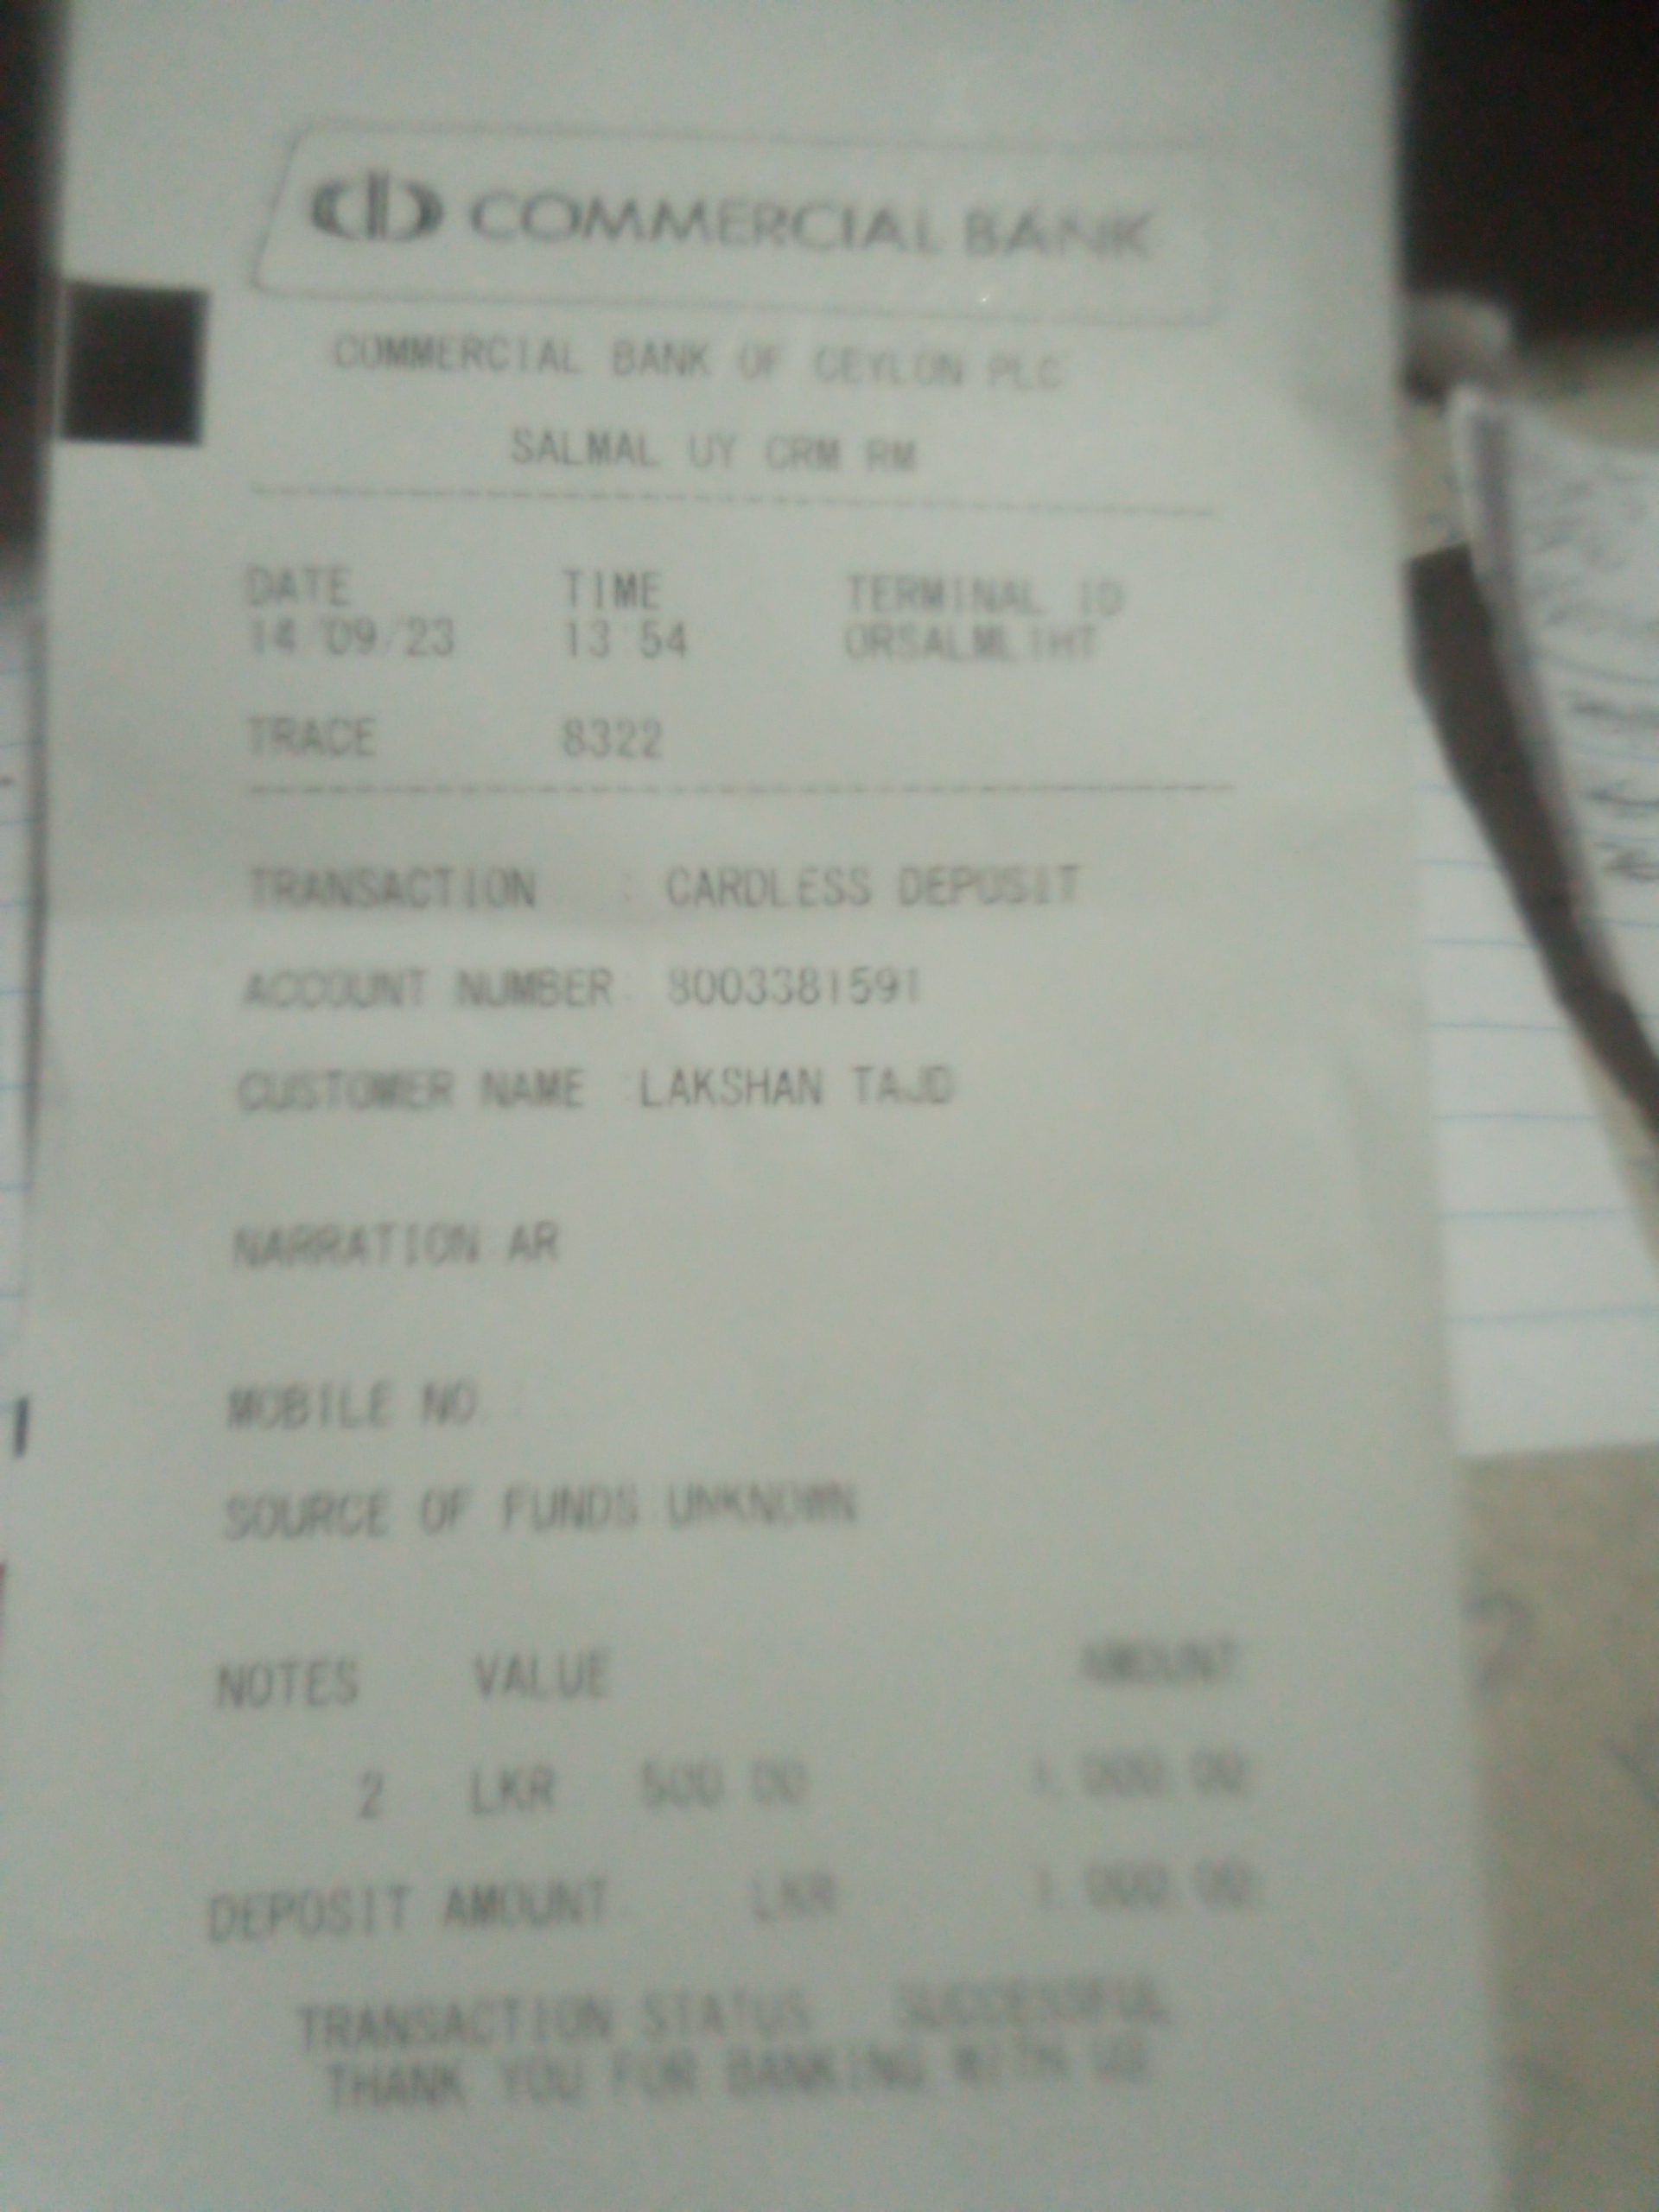 COMMERCIAL BANK
COMMERCIAL BANK OF CEYLON PLC
SALMAL UY CRM RM
DATE TIME TERMINAL ID
14/09/23 13:54
TRACE 8322
TRANSACTION : CARDLESS DEPOSIT
ACCOUNT NUMBER: 8003381591
CUSTOMER NAME :LAKSHAN TAJD
NARRATION:AR
MOBILE NO :
SOURCE OF FUNDS:UNKNOWN
NOTES VALUE AMOUNT
2 LKR 500.00 1,000.00
DEPOSIT AMOUNT: LKR 1,000.00
TRANSACTION STATUS SUCCESSFUL
THANK YOU FOR BANKING WITH US